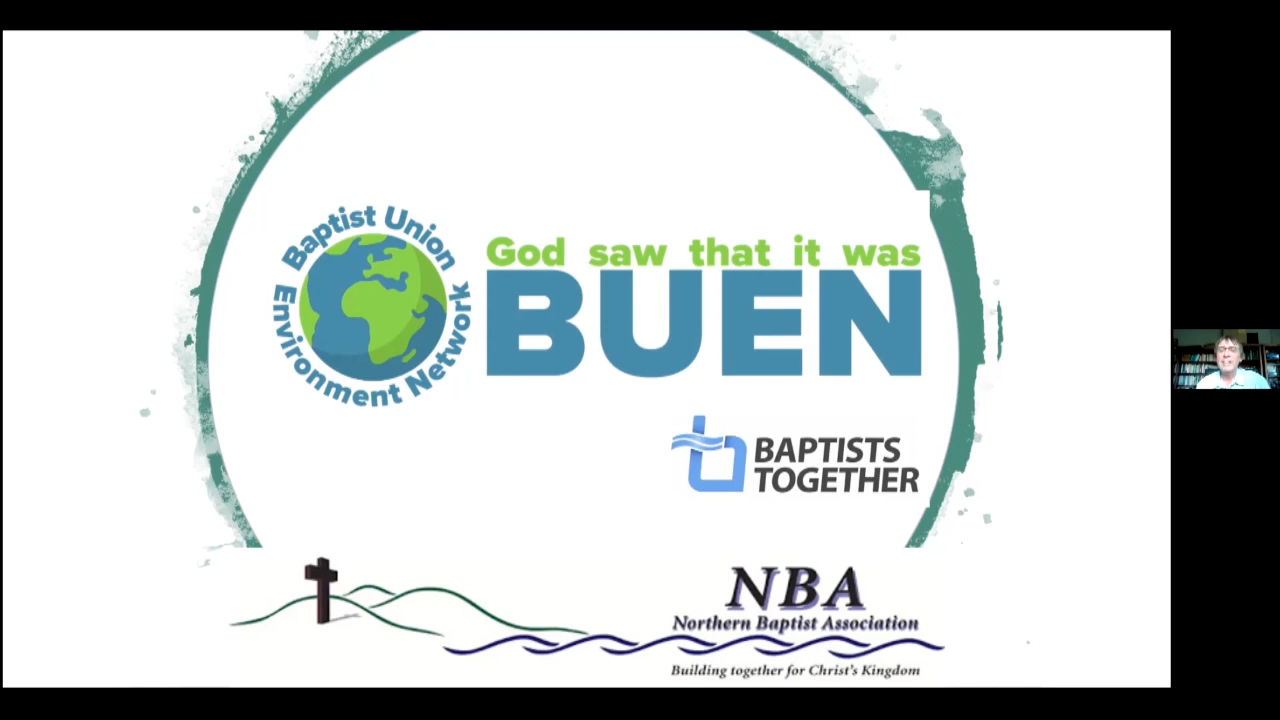 Baptist Union
Environment Network
God saw that it was
BUEN
BAPTISTS
TOGETHER
NBA
Northern Baptist Association
Building together for Christ's Kingdom